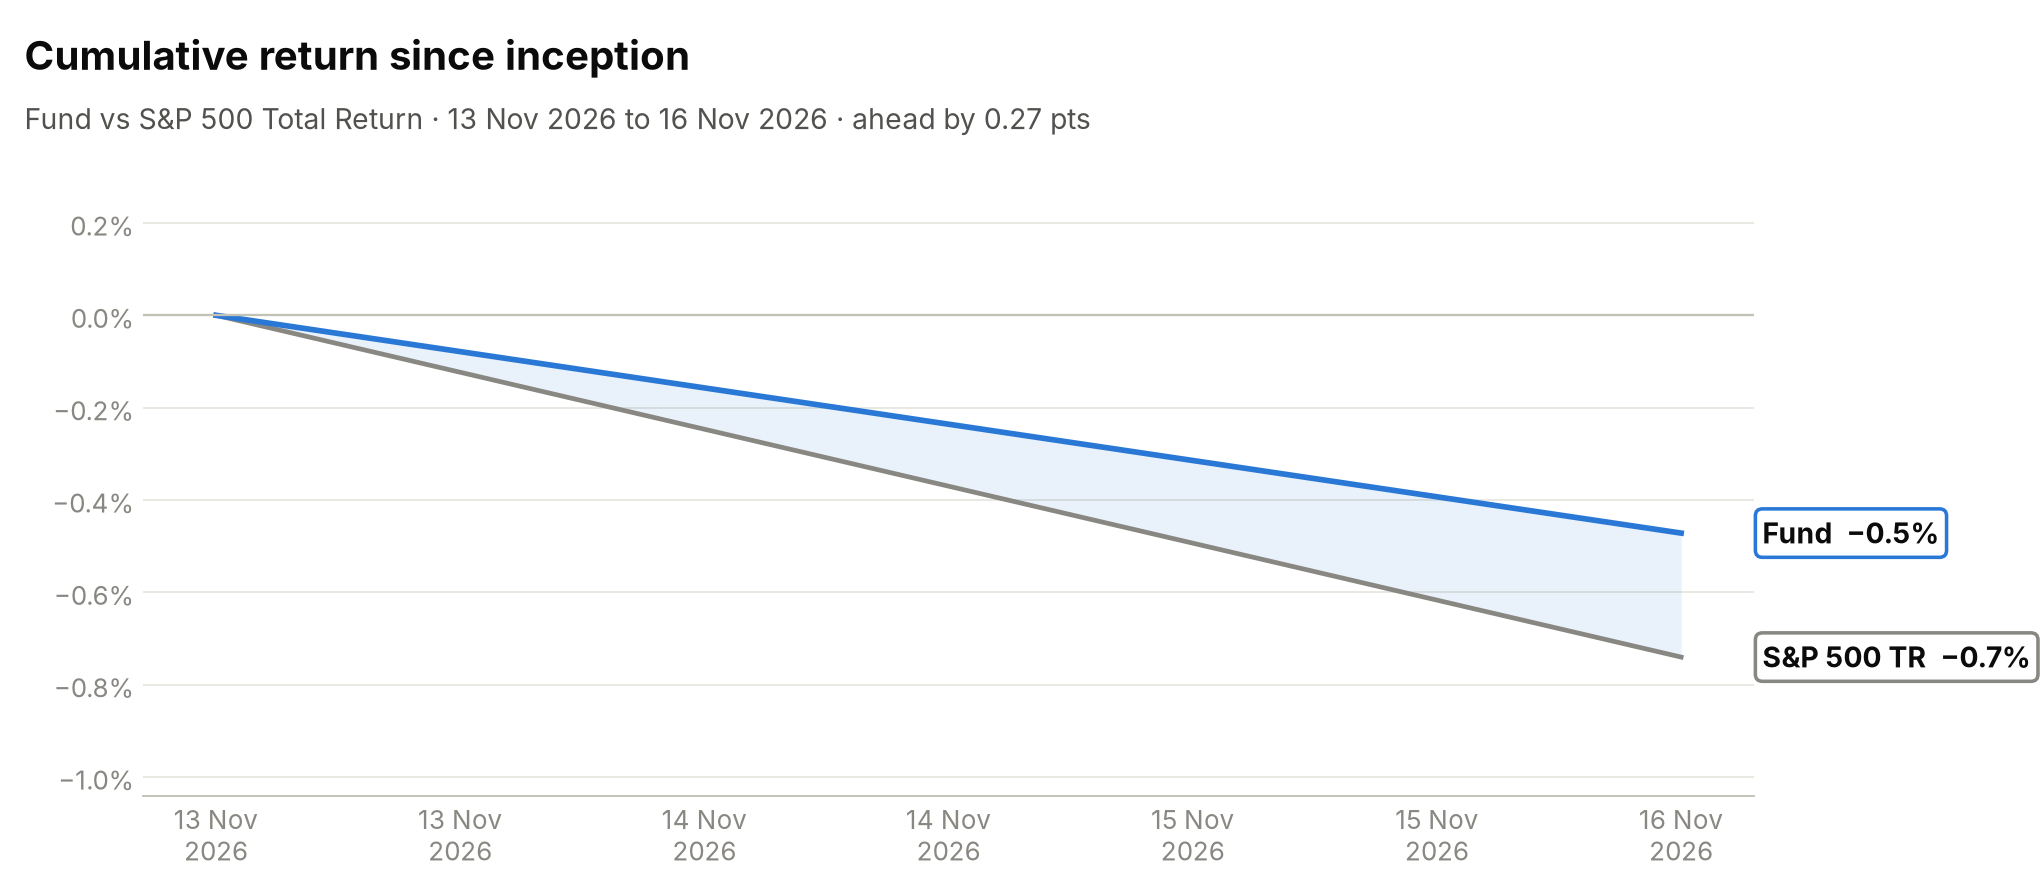 Cumulative return since inception
Fund vs S&P 500 Total Return · 13 Nov 2026 to 16 Nov 2026 · ahead by 0.27 pts
0.2%
0.0%
−0.2%
−0.4%
−0.6%
−0.8%
−1.0%
Fund −0.5%
S&P 500 TR −0.7%
13 Nov 2026
13 Nov 2026
14 Nov 2026
14 Nov 2026
15 Nov 2026
15 Nov 2026
16 Nov 2026